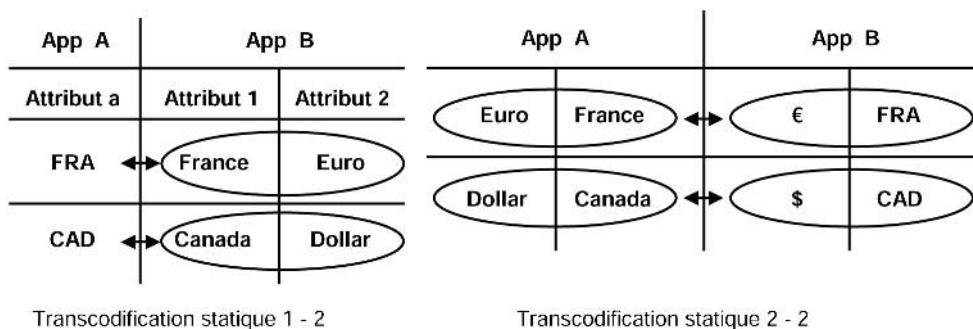 App A App B
Attribut a Attribut 1 Attribut 2
FRA France Euro
CAD Canada Dollar
Transcodification statique 1 - 2
App A App B
Euro France € FRA
Dollar Canada $ CAD
Transcodification statique 2 - 2